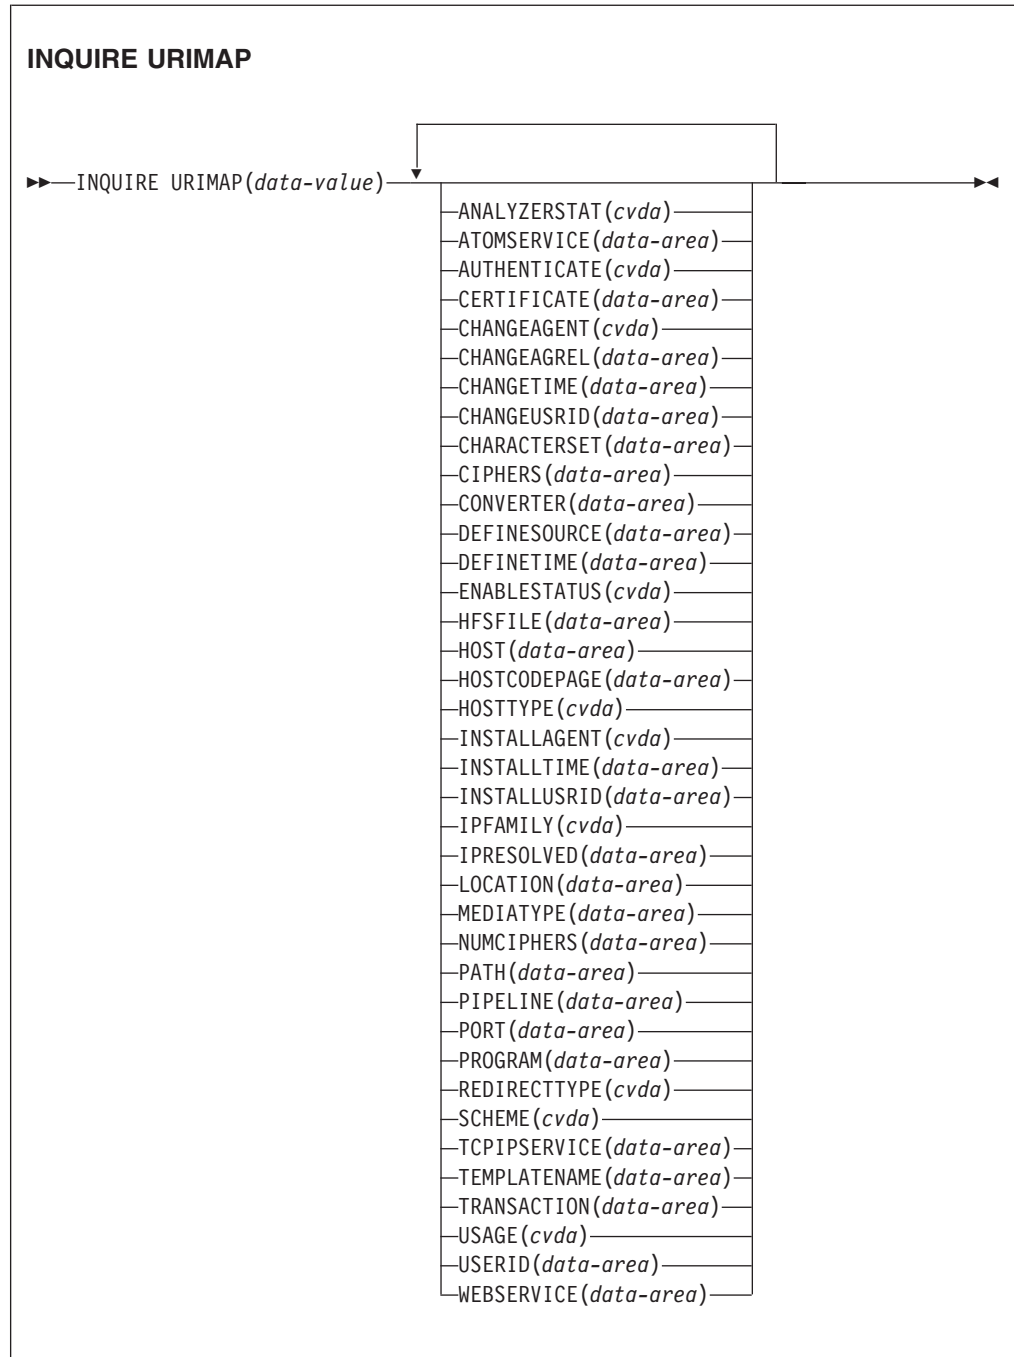 INQUIRE URIMAP
INQUIRE URIMAP(data-value)
ANALYZERSTAT(cvda)
ATOMSERVICE(data-area)
AUTHENTICATE(cvda)
CERTIFICATE(data-area)
CHANGEAGENT(cvda)
CHANGEAGREL(data-area)
CHANGETIME(data-area)
CHANGEUSRID(data-area)
CHARACTERSET(data-area)
CIPHERS(data-area)
CONVERTER(data-area)
DEFINESOURCE(data-area)
DEFINETIME(data-area)
ENABLESTATUS(cvda)
HFSFILE(data-area)
HOST(data-area)
HOSTCODEPAGE(data-area)
HOSTTYPE(cvda)
INSTALLAGENT(cvda)
INSTALLTIME(data-area)
INSTALLUSRID(data-area)
IPFAMILY(cvda)
IPRESOLVED(data-area)
LOCATION(data-area)
MEDIATYPE(data-area)
NUMCIPHERS(data-area)
PATH(data-area)
PIPELINE(data-area)
PORT(data-area)
PROGRAM(data-area)
REDIRECTTYPE(cvda)
SCHEME(cvda)
TCPIPSERVICE(data-area)
TEMPLATENAME(data-area)
TRANSACTION(data-area)
USAGE(cvda)
USERID(data-area)
WEBSERVICE(data-area)